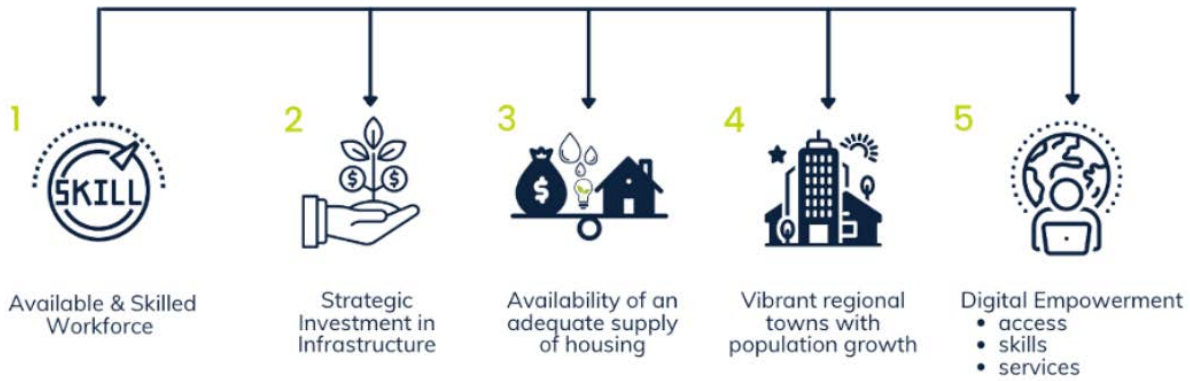 1
SKILL
Available & Skilled
Workforce
2
$ $
Strategic
Investment in
Infrastructure
3
$
Availability of an
adequate supply
of housing
4
Vibrant regional
towns with
population growth
5
Digital Empowerment
• access
• skills
• services